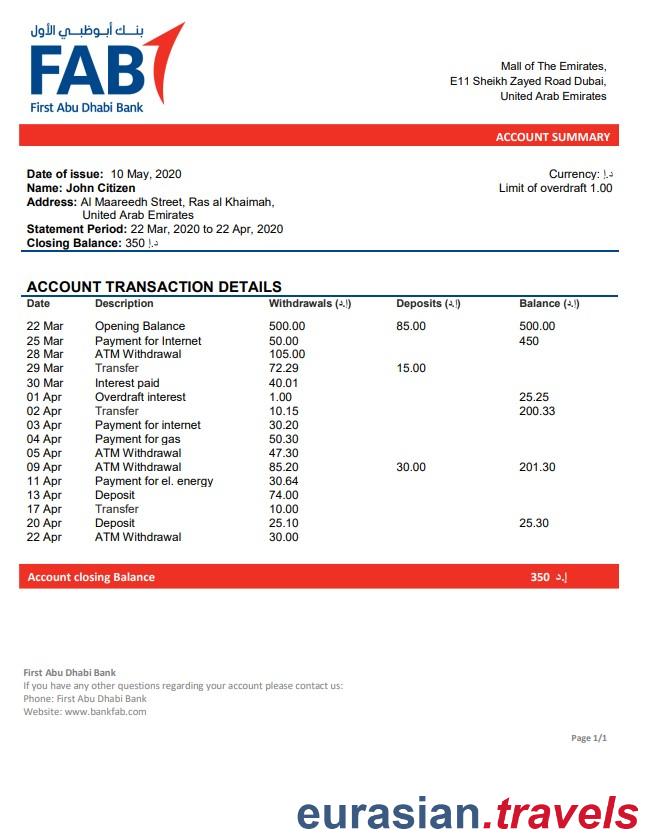 بنك أبوظبي الأول
FAB
First Abu Dhabi Bank
Mall of The Emirates,
E11 Sheikh Zayed Road Dubai,
United Arab Emirates
ACCOUNT SUMMARY
Date of issue: 10 May, 2020
Currency: د.إ
Name: John Citizen
Limit of overdraft 1.00
Address: Al Maareedh Street, Ras al Khaimah,
United Arab Emirates
Statement Period: 22 Mar, 2020 to 22 Apr, 2020
Closing Balance: 350 د.إ
ACCOUNT TRANSACTION DETAILS
Date Description Withdrawals (د.إ) Deposits (د.إ) Balance (د.إ)
22 Mar Opening Balance 500.00 85.00 500.00
25 Mar Payment for Internet 50.00 450
28 Mar ATM Withdrawal 105.00
29 Mar Transfer 72.29 15.00
30 Mar Interest paid 40.01
01 Apr Overdraft interest 1.00 25.25
02 Apr Transfer 10.15 200.33
03 Apr Payment for internet 30.20
04 Apr Payment for gas 50.30
05 Apr ATM Withdrawal 47.30
09 Apr ATM Withdrawal 85.20 30.00 201.30
11 Apr Payment for el. energy 30.64
13 Apr Deposit 74.00
17 Apr Transfer 10.00
20 Apr Deposit 25.10 25.30
22 Apr ATM Withdrawal 30.00
Account closing Balance 350 د.إ
First Abu Dhabi Bank
If you have any other questions regarding your account please contact us:
Phone: First Abu Dhabi Bank
Website: www.bankfab.com
Page 1/1
eurasian.travels